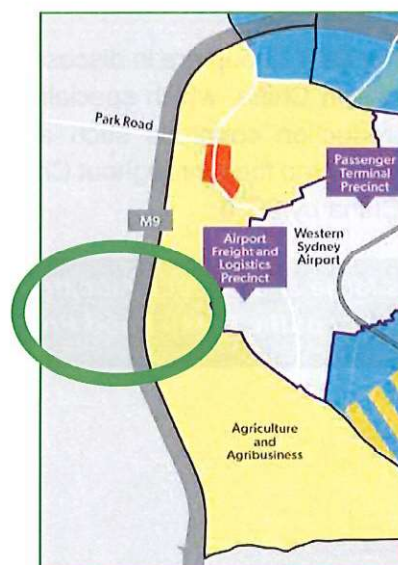 Park Road
M9
Passenger
Terminal
Precinct
Western
Sydney
Airport
Airport
Freight and
Logistics
Precinct
Agriculture
and
Agribusiness